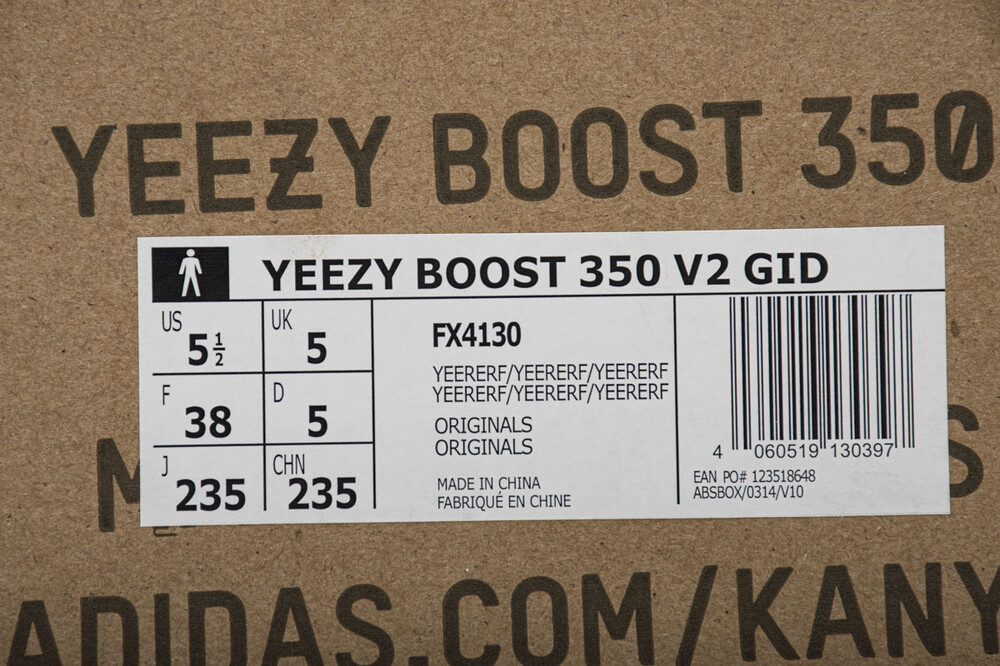 YEEZY BOOST 350
YEEZY BOOST 350 V2 GID
US
5 1/2
UK
5
F
38
D
5
J
235
CHN
235
FX4130
YEERERF/YEERERF/YEERERF
YEERERF/YEERERF/YEERERF
ORIGINALS
ORIGINALS
MADE IN CHINA
FABRIQUÉ EN CHINE
4 060519 130397
EAN PO# 123518648
ABSBOX/0314/V10
ADIDAS.COM/KANY